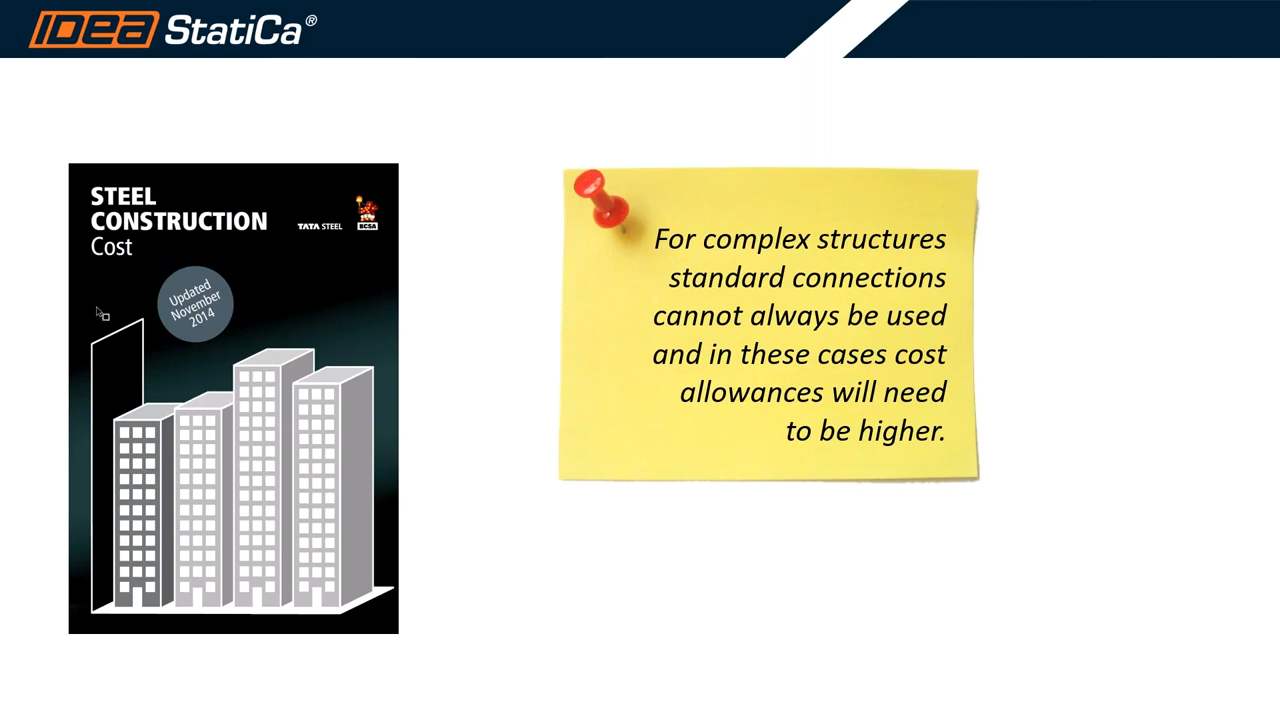 IDEA StatiCa®
STEEL
CONSTRUCTION
Cost
TATA STEEL
BCSA
Updated
November
2014
For complex structures
standard connections
cannot always be used
and in these cases cost
allowances will need
to be higher.